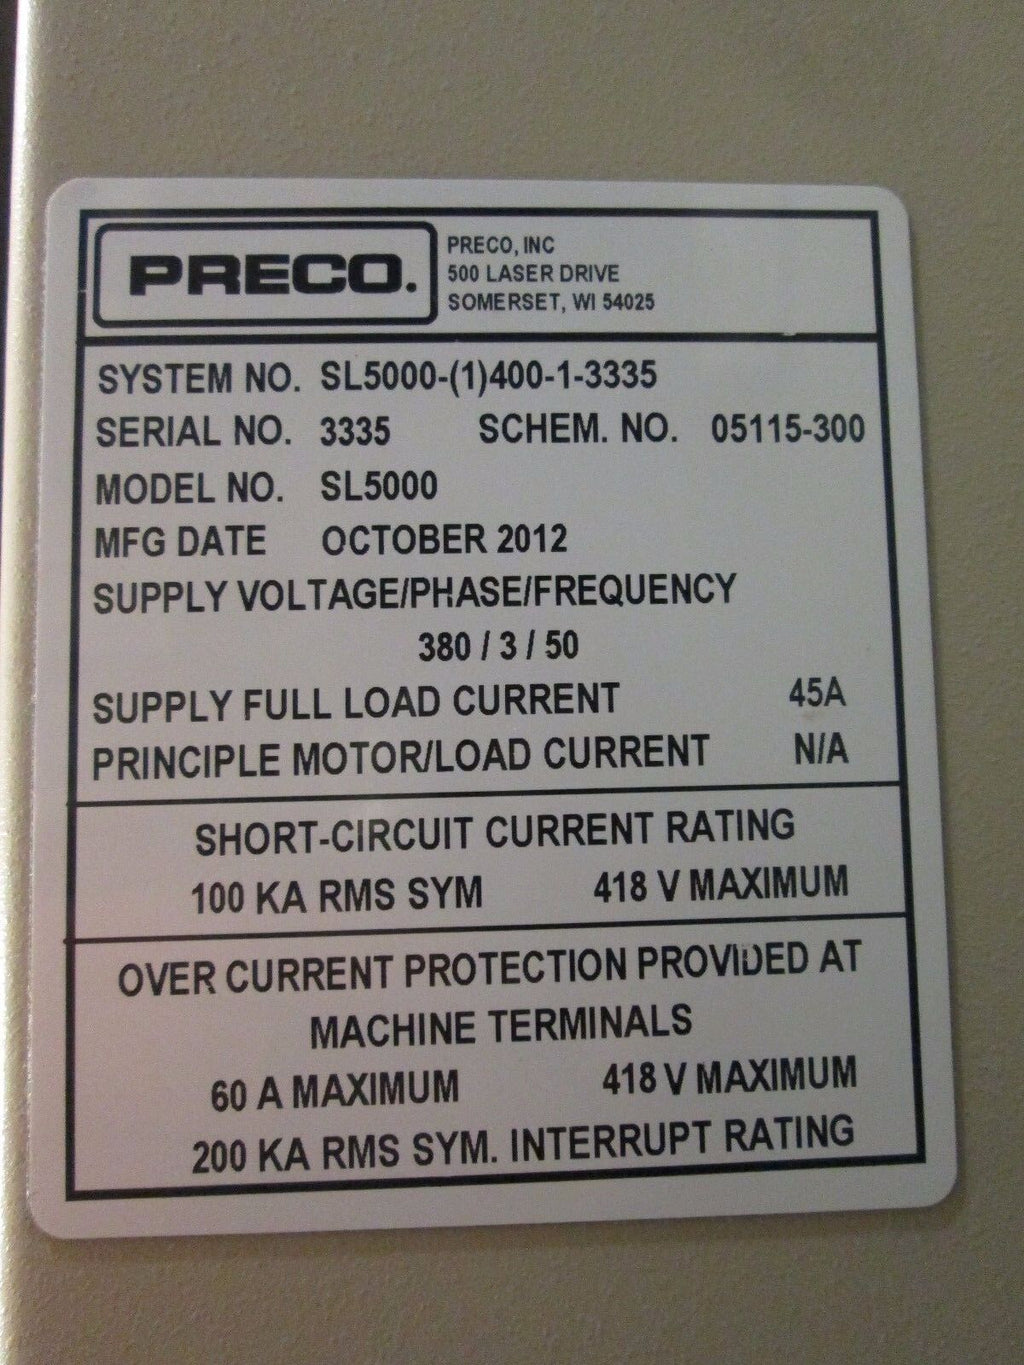 PRECO.
PRECO, INC
500 LASER DRIVE
SOMERSET, WI 54025
SYSTEM NO. SL5000-(1)400-1-3335
SERIAL NO. 3335 SCHEM. NO. 05115-300
MODEL NO. SL5000
MFG DATE OCTOBER 2012
SUPPLY VOLTAGE/PHASE/FREQUENCY
380 / 3 / 50
SUPPLY FULL LOAD CURRENT 45A
PRINCIPLE MOTOR/LOAD CURRENT N/A
SHORT-CIRCUIT CURRENT RATING
100 KA RMS SYM 418 V MAXIMUM
OVER CURRENT PROTECTION PROVIDED AT
MACHINE TERMINALS
60 A MAXIMUM 418 V MAXIMUM
200 KA RMS SYM. INTERRUPT RATING